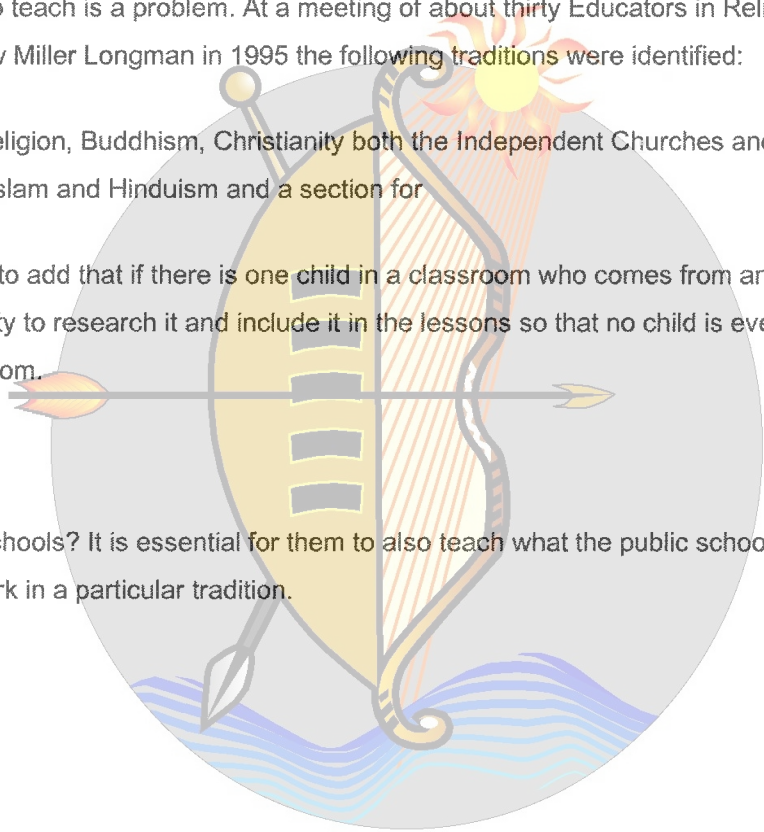 o teach is a problem. At a meeting of about thirty Educators in Reli
y Miller Longman in 1995 the following traditions were identified:
eligion, Buddhism, Christianity both the Independent Churches and
slam and Hinduism and a section for
to add that if there is one child in a classroom who comes from an
ty to research it and include it in the lessons so that no child is eve
om.
chools? It is essential for them to also teach what the public schoo
rk in a particular tradition.